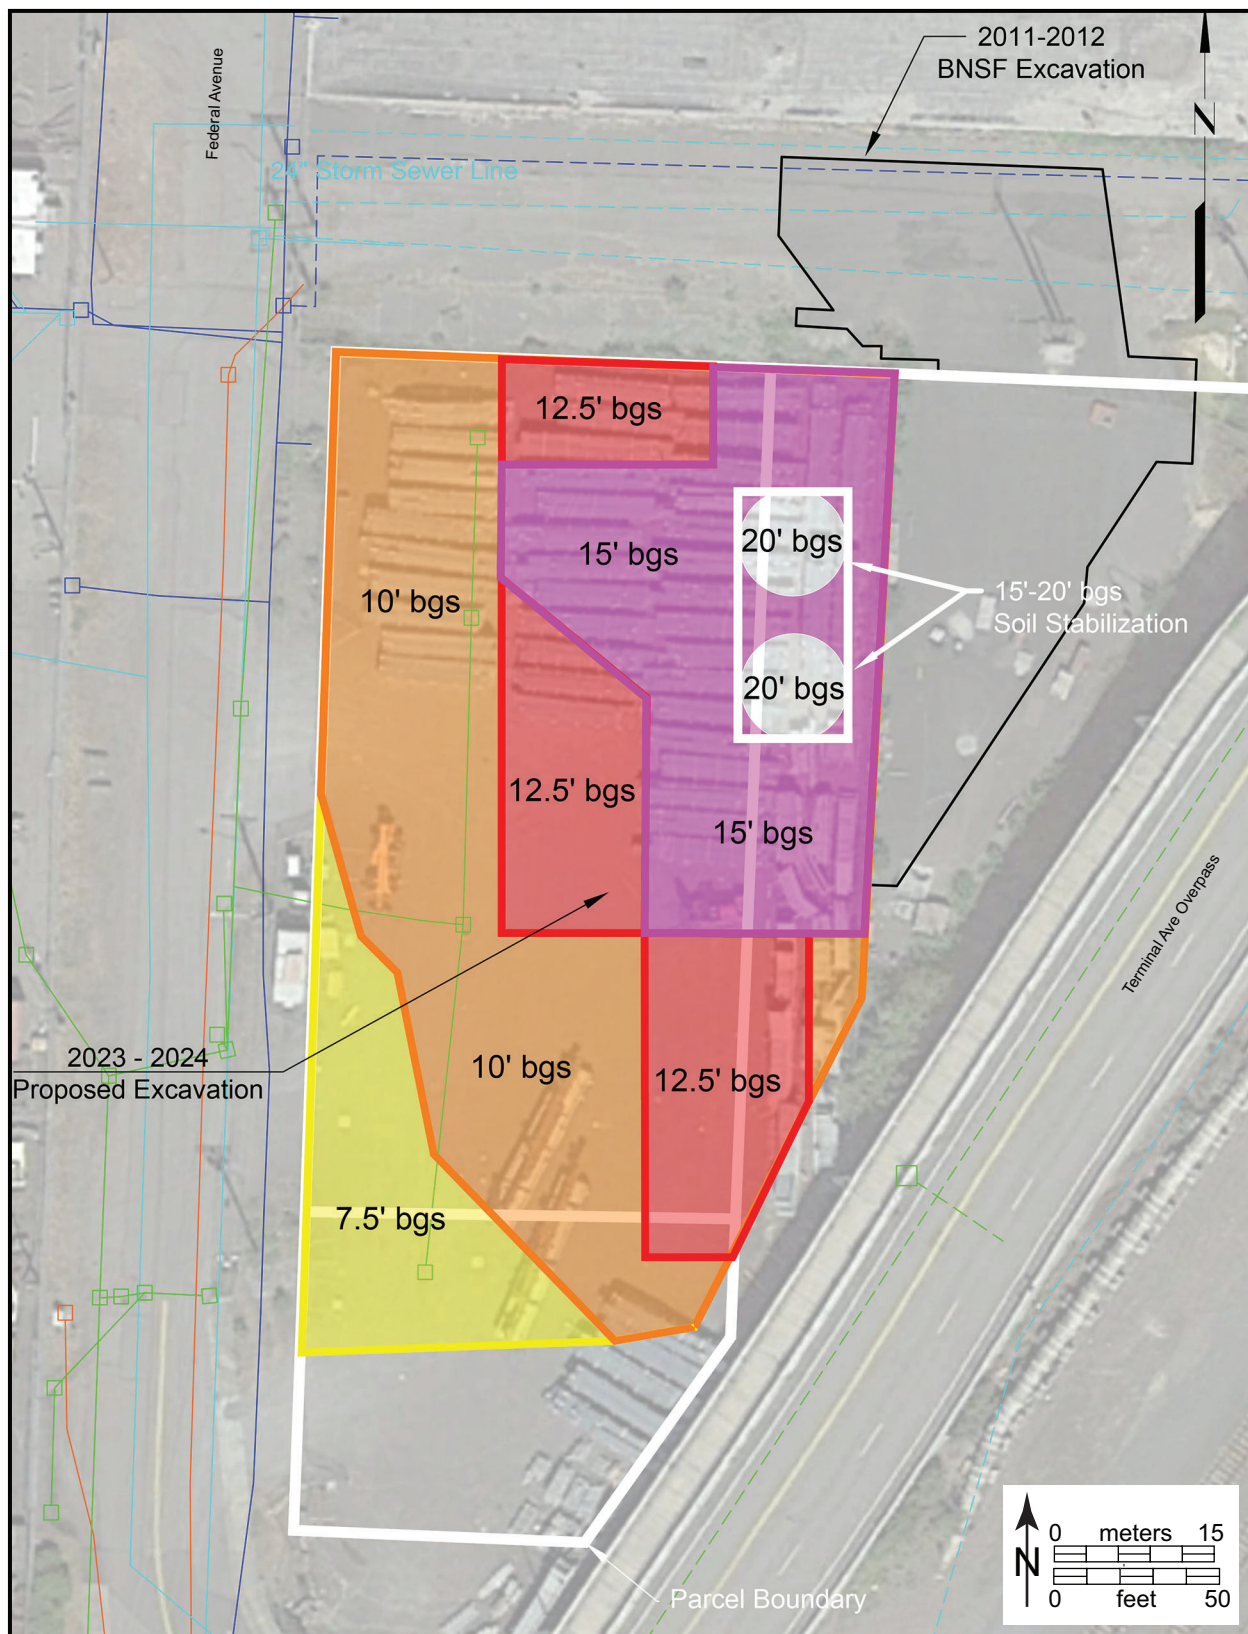 2011-2012
BNSF Excavation
Federal Avenue
N
24" Storm Sewer Line
12.5' bgs
20' bgs
15' bgs
10' bgs
15'-20' bgs
Soil Stabilization
20' bgs
12.5' bgs
15' bgs
Terminal Ave Overpass
2023 - 2024
Proposed Excavation
10' bgs
12.5' bgs
7.5' bgs
Parcel Boundary
N
0 meters 15
0 feet 50